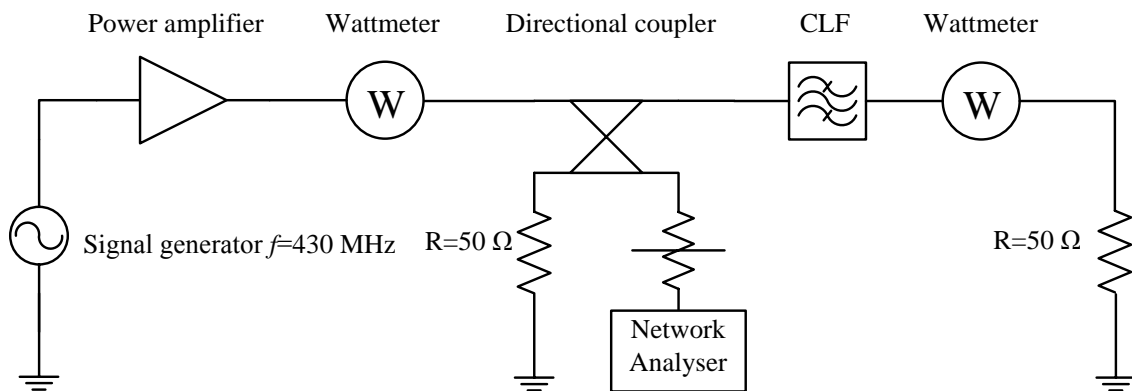 Power amplifier
Wattmeter
Directional coupler
CLF
Wattmeter
W
W
Signal generator f=430 MHz
R=50 Ω
R=50 Ω
Network
Analyser